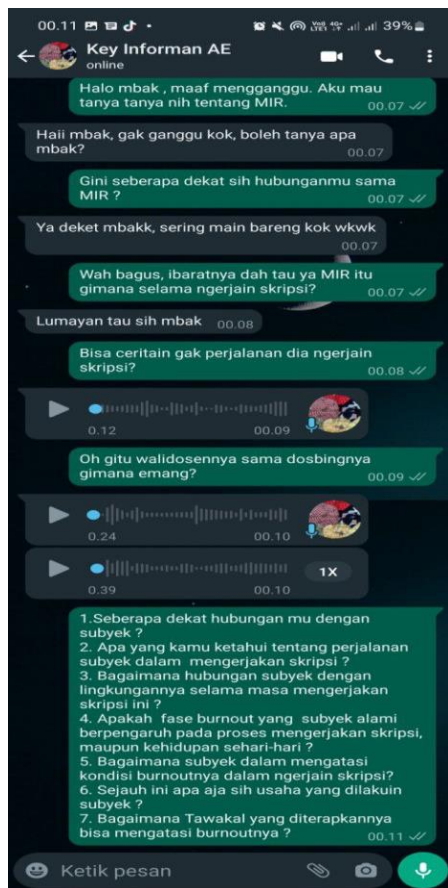 00.11
39%
Key Informan AE
online
Halo mbak , maaf mengganggu. Aku mau
tanya tanya nih tentang MIR.
00.07
Haii mbak, gak ganggu kok, boleh tanya apa
mbak?
00.07
Gini seberapa dekat sih hubunganmu sama
MIR ?
00.07
Ya deket mbakk, sering main bareng kok wkwk
00.07
Wah bagus, ibaratnya dah tau ya MIR itu
gimana selama ngerjain skripsi?
00.07
Lumayan tau sih mbak 00.08
Bisa ceritain gak perjalanan dia ngerjain
skripsi?
00.08
0.12 00.09
Oh gitu walidosennya sama dosbingnya
gimana emang?
00.09
0.24 00.10
1X
0.39 00.10
1.Seberapa dekat hubungan mu dengan
subyek ?
2. Apa yang kamu ketahui tentang perjalanan
subyek dalam mengerjakan skripsi ?
3. Bagaimana hubungan subyek dengan
lingkungannya selama masa mengerjakan
skripsi ini ?
4. Apakah fase burnout yang subyek alami
berpengaruh pada proses mengerjakan skripsi,
maupun kehidupan sehari-hari ?
5. Bagaimana subyek dalam mengatasi
kondisi burnoutnya dalam ngerjain skripsi?
6. Sejauh ini apa aja sih usaha yang dilakuin
subyek ?
7. Bagaimana Tawakal yang diterapkannya
bisa mengatasi burnoutnya ?
00.11
Ketik pesan